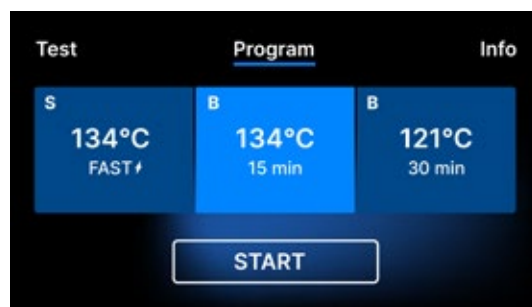 Test Program Info
S B B
134°C 134°C 121°C
FAST 15 min 30 min
START